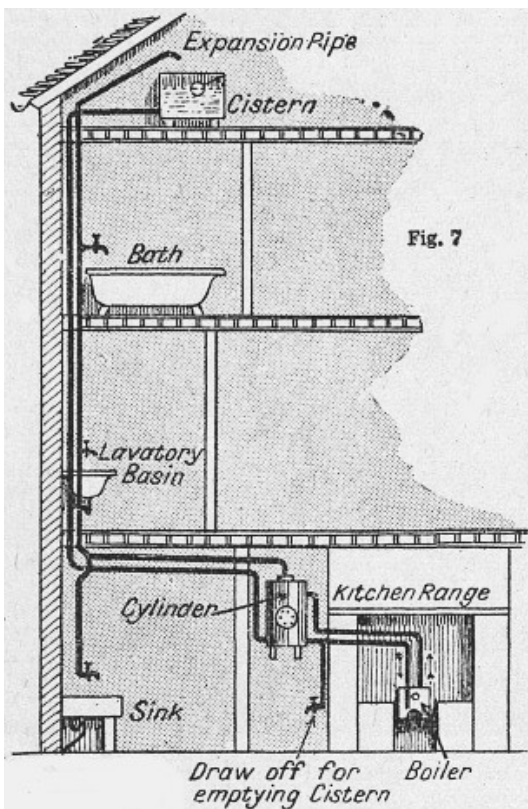 Expansion Pipe
Cistern
Fig. 7
Bath
Lavatory
Basin
Cylinder
Kitchen Range
Sink
Draw off for
emptying Cistern
Boiler